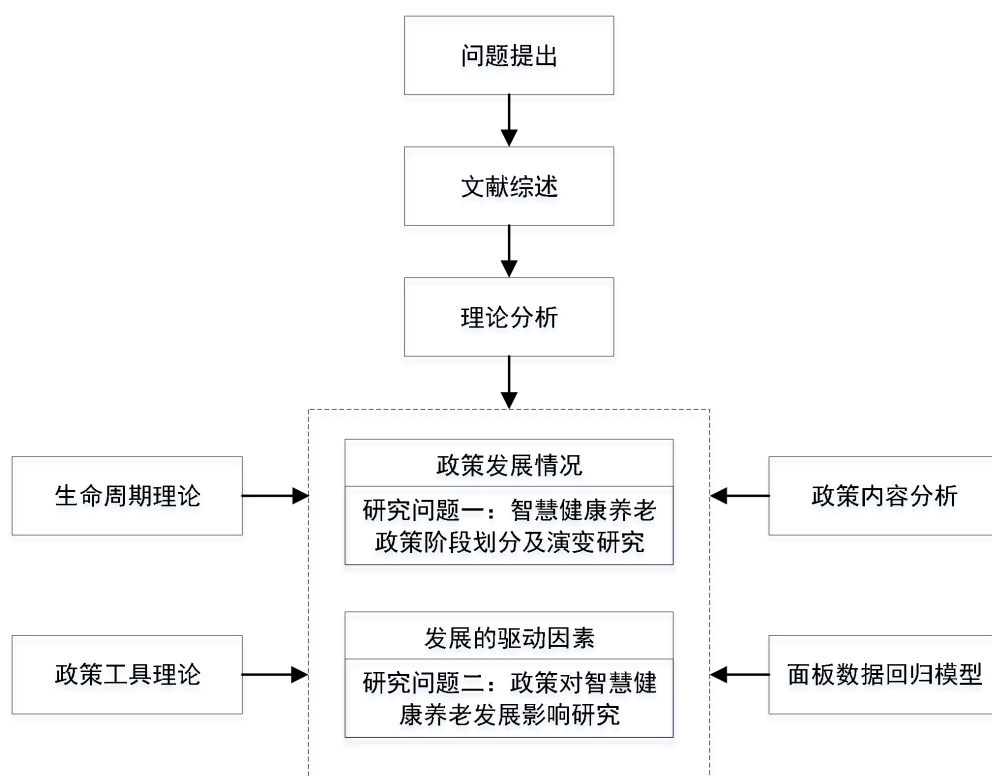 问题提出
文献综述
理论分析
政策发展情况
生命周期理论
研究问题一：智慧健康养老
政策阶段划分及演变研究
政策内容分析
发展的驱动因素
政策工具理论
研究问题二：政策对智慧健
康养老发展影响研究
面板数据回归模型